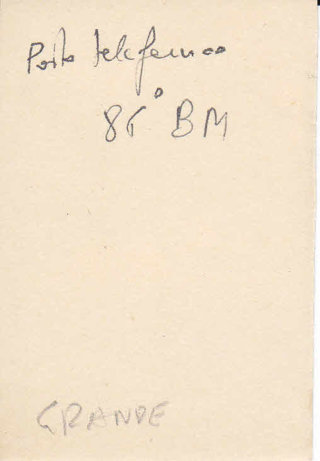 Posto telefonico
86° BM
GRANDE